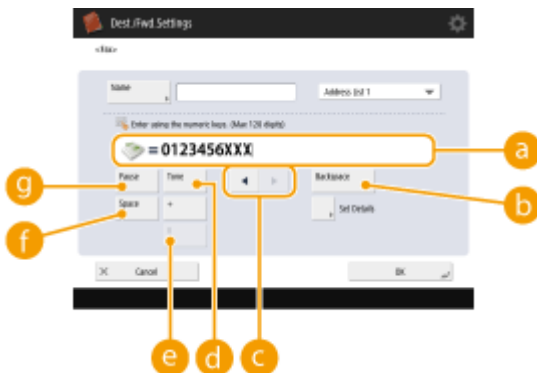 Dest./Fwd.Settings
<Fax>
Name
Address List 1
Enter using the numeric keys. (Max 120 digits)
= 0123456XXX
a
Pause
Tone
Backspace
g
b
Space
+
Set Details
f
Cancel
OK
e
d
c